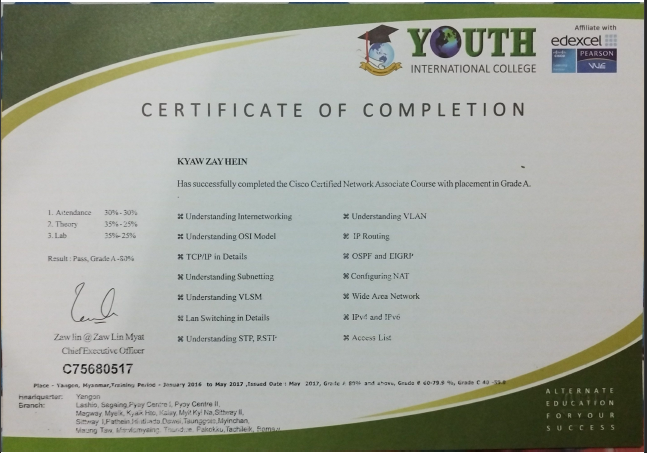 Affiliate with
YOUTH
INTERNATIONAL COLLEGE
edexcel
PEARSON
VUE
CERTIFICATE OF COMPLETION
KYAW ZAY HEIN
Has successfully completed the Cisco Certified Network Associate Course with placement in Grade A.
1. Attendance 30%-30%
2. Theory 35%-25%
3. Lab 35%-25%
Result : Pass, Grade A -80%
⌘ Understanding Internetworking
⌘ Understanding OSI Model
⌘ TCP/IP in Details
⌘ Understanding Subnetting
⌘ Understanding VLSM
⌘ Lan Switching in Details
⌘ Understanding STP, RSTP
⌘ Understanding VLAN
⌘ IP Routing
⌘ OSPF and EIGRP
⌘ Configuring NAT
⌘ Wide Area Network
⌘ IPv4 and IPv6
⌘ Access List
Zaw lin @ Zaw Lin Myat
Chief Executive Officer
C75680517
Place - Yangon, Myanmar,Training Period - January 2016 to May 2017 ,Issued Date : May 2017, Grade A 80% and above, Grade B 60-79.9 %, Grade C 40
Headquarter: Yangon
Branch: Lashio, Sagaing,Pyay Centre I, Pyay Centre II,
Magway, Myeik, Kyaik Hto, Kalay, Myit Kyi Na,Sittway II,
Sittway I,Pathein,Hinthada,Dawei,Taunggoke,Myinchan,
Maung Taw, Thandwe, Pakokku,Tachileik,
ALTERNATE
EDUCATION
FOR YOUR
SUCCESS